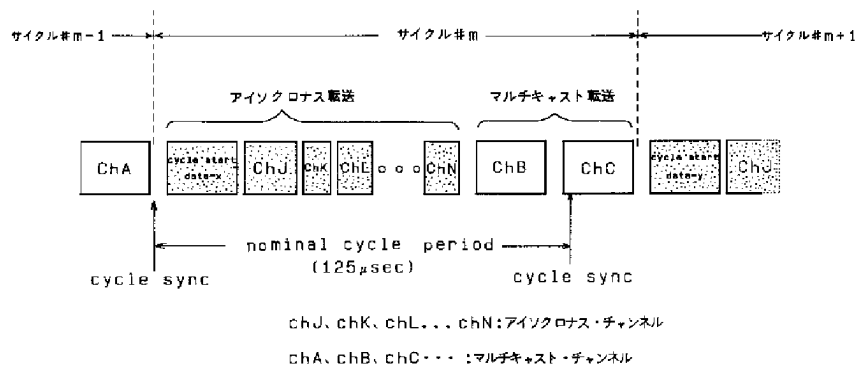 サイクル#m-1
サイクル#m
サイクル#m+1
アイソクロナス転送
マルチキャスト転送
ChA
cycle start
data=x
ChJ
ChK
ChL
ChN
ChB
ChC
cycle start
data=y
ChJ
nominal cycle period
(125μsec)
cycle sync
cycle sync
chJ、chK、chL...chN:アイソクロナス・チャンネル
chA、chB、chC・・・:マルチキャスト・チャンネル